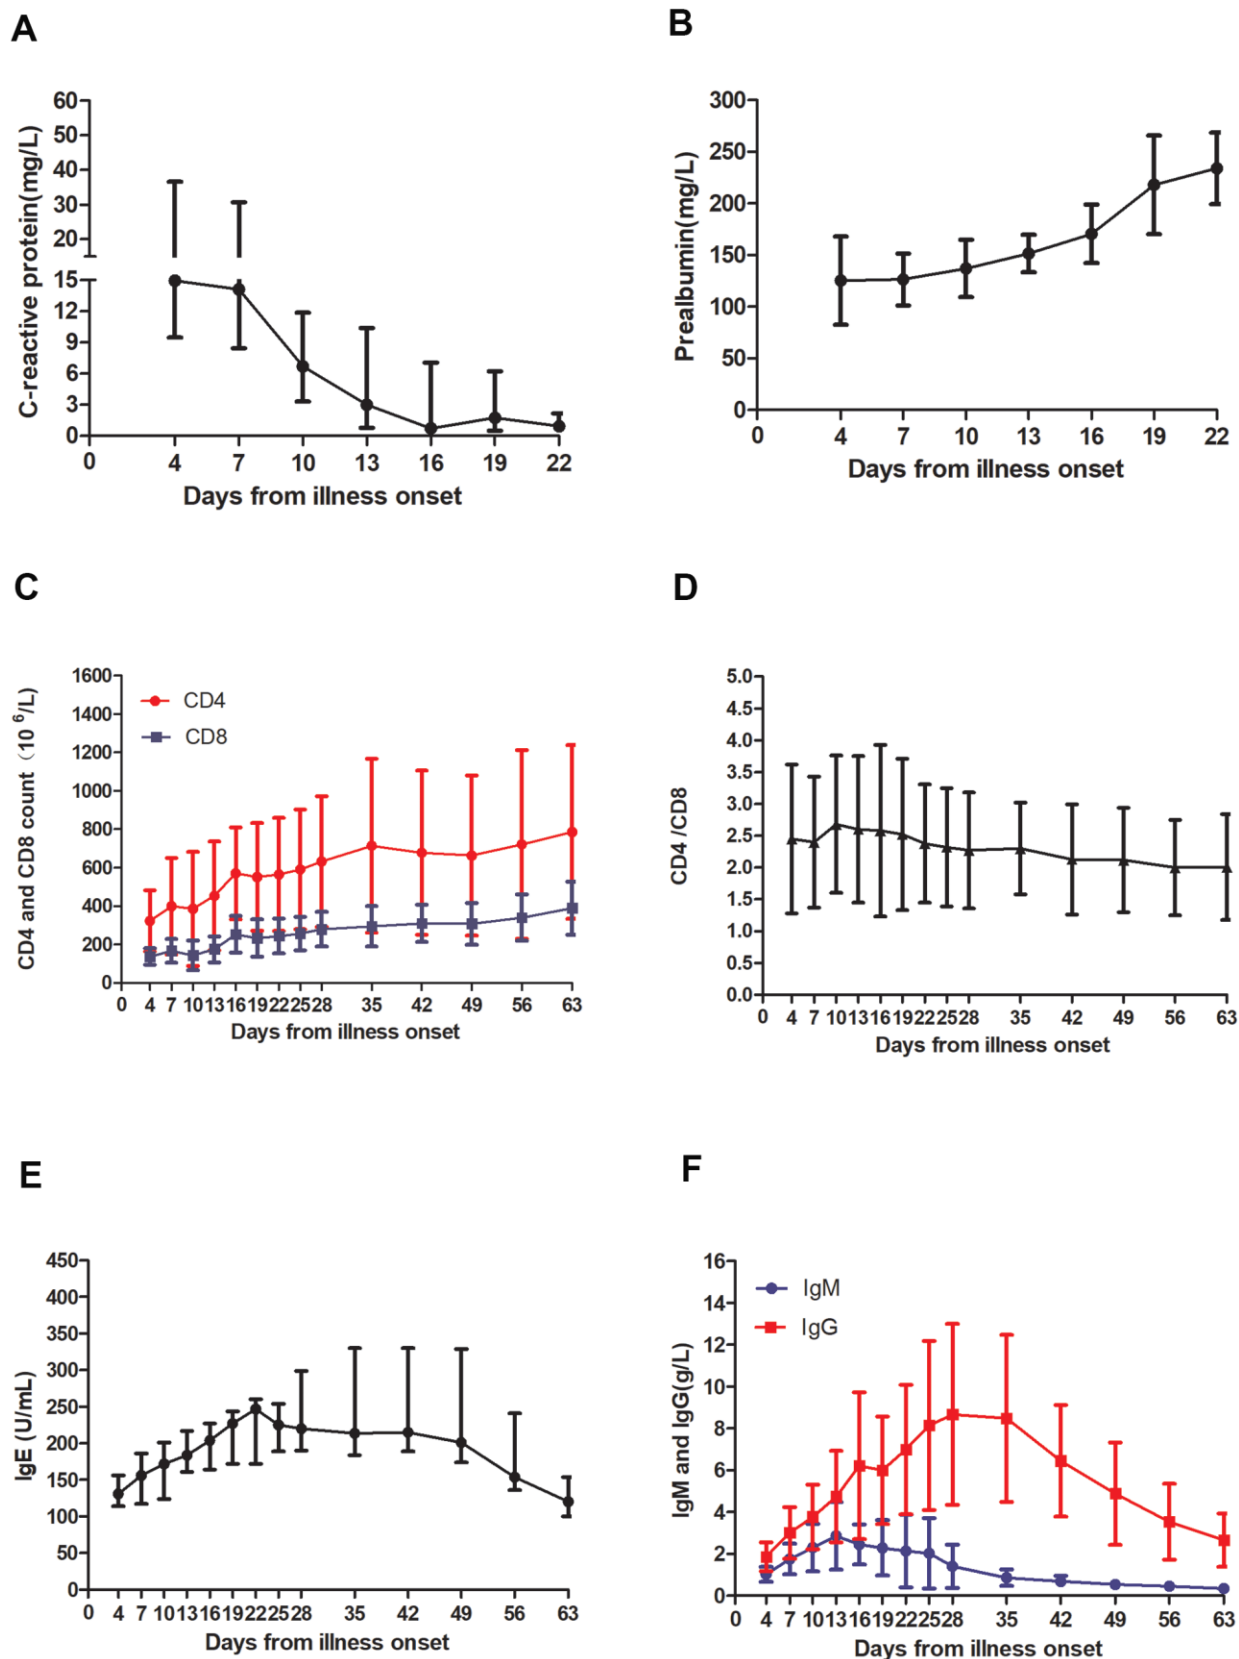 A
60
50
40
30
20
15
12
9
6
3
0
C-reactive protein(mg/L)
0 4 7 10 13 16 19 22
Days from illness onset
B
300
250
200
150
100
50
0
Prealbumin(mg/L)
0 4 7 10 13 16 19 22
Days from illness onset
C
1600
1400
1200
1000
800
600
400
200
0
CD4 and CD8 count (10 6/L)
CD4
CD8
0 4 7 10 13 16 19 22 25 28 35 42 49 56 63
Days from illness onset
D
5.0
4.5
4.0
3.5
3.0
2.5
2.0
1.5
1.0
0.5
0.0
CD4 /CD8
0 4 7 10 13 16 19 22 25 28 35 42 49 56 63
Days from illness onset
E
450
400
350
300
250
200
150
100
50
0
IgE (U/mL)
0 4 7 10 13 16 19 22 25 28 35 42 49 56 63
Days from illness onset
F
16
14
12
10
8
6
4
2
0
IgM and IgG(g/L)
IgM
IgG
0 4 7 10 13 16 19 22 25 28 35 42 49 56 63
Days from illness onset